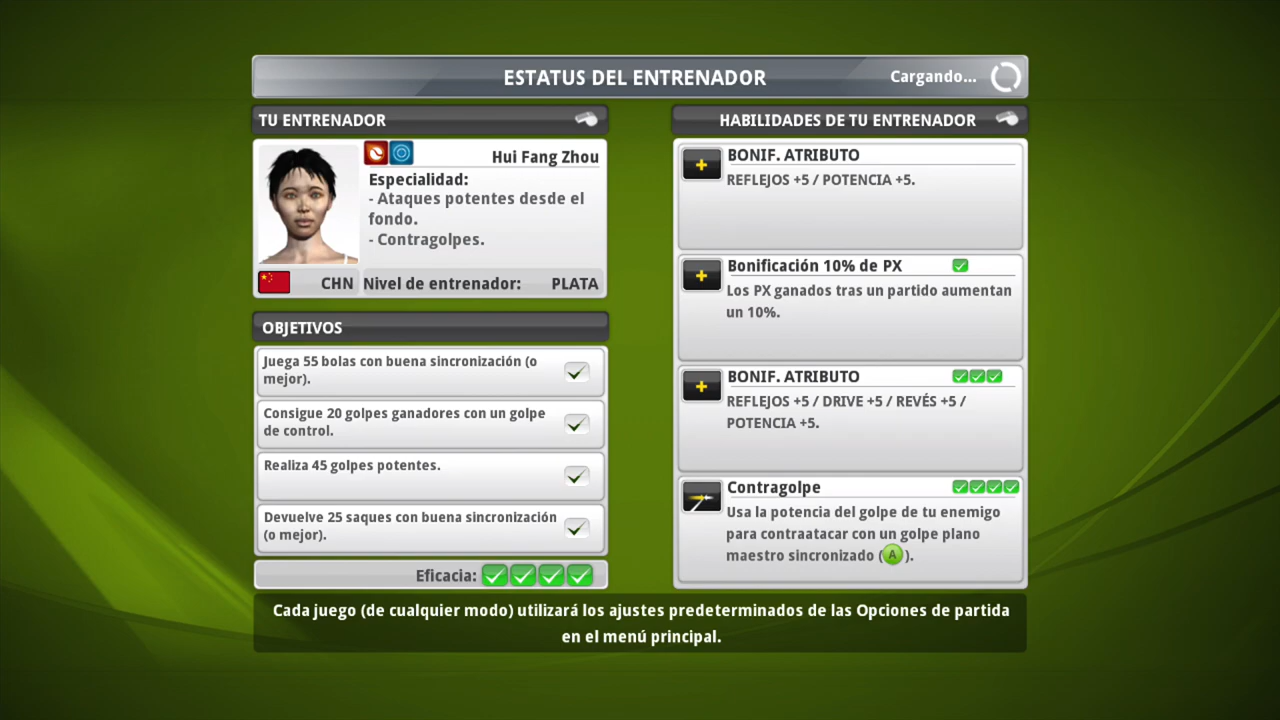 ESTATUS DEL ENTRENADOR
Cargando...
TU ENTRENADOR
Hui Fang Zhou
Especialidad:
- Ataques potentes desde el
fondo.
- Contragolpes.
CHN
Nivel de entrenador: PLATA
OBJETIVOS
Juega 55 bolas con buena sincronización (o
mejor).
Consigue 20 golpes ganadores con un golpe
de control.
Realiza 45 golpes potentes.
Devuelve 25 saques con buena sincronización
(o mejor).
Eficacia:
HABILIDADES DE TU ENTRENADOR
BONIF. ATRIBUTO
REFLEJOS +5 / POTENCIA +5.
Bonificación 10% de PX
Los PX ganados tras un partido aumentan
un 10%.
BONIF. ATRIBUTO
REFLEJOS +5 / DRIVE +5 / REVÉS +5 /
POTENCIA +5.
Contragolpe
Usa la potencia del golpe de tu enemigo
para contraatacar con un golpe plano
maestro sincronizado (A).
Cada juego (de cualquier modo) utilizará los ajustes predeterminados de las Opciones de partida
en el menú principal.